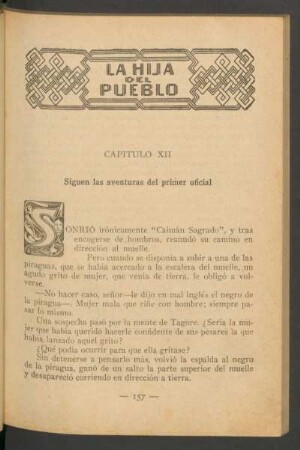 LA HIJA
DEL
PUEBLO
CAPITULO XII
Siguen las aventuras del primer oficial
SONRIÓ irónicamente "Caimán Sagrado", y tras
encogerse de hombros, reanudó su camino en
dirección al muelle.
Pero cuando se disponía a subir a una de las
piraguas, que se había acercado a la escalera del muelle, un
agudo grito de mujer, que venía de tierra, le obligó a vol-
verse.
—No hacer caso, señor—le dijo en mal inglés el negro de
la piragua—. Mujer mala que riñe con hombre; siempre pa-
sar lo mismo.
Una sospecha pasó por la mente de Tagore. ¿Sería la mu-
jer que había querido hacerle confidente de sus pesares la que
había lanzado aquel grito?
¿Qué podía ocurrir para que ella gritase?
Sin detenerse a pensarlo más, volvió la espalda al negro
de la piragua, ganó de un salto la parte superior del muelle
y desapareció corriendo en dirección a tierra.
— 157 —